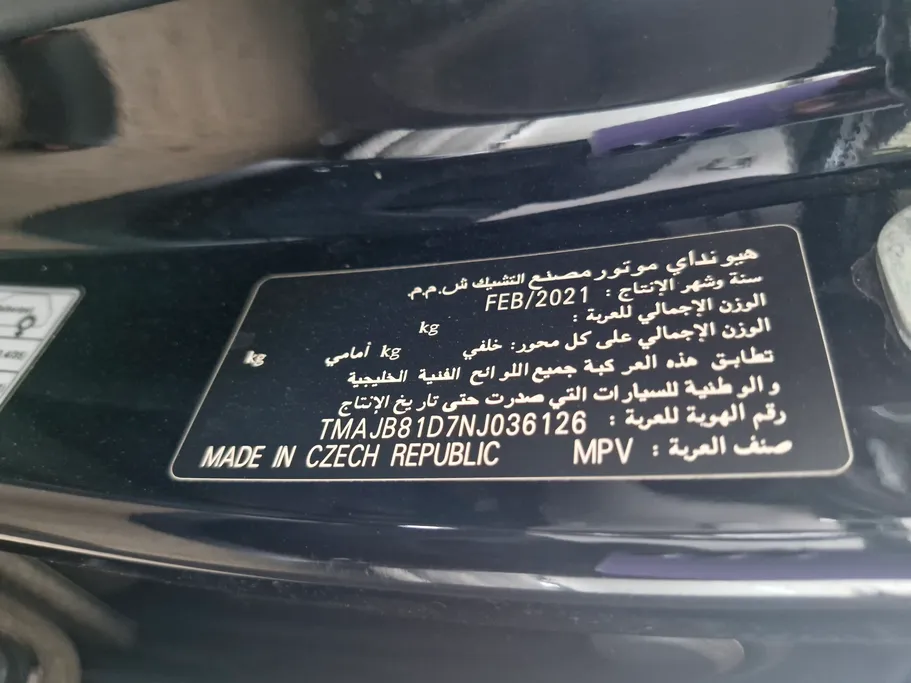 هيونداي موتور مصنع التشيك ش.م.م.
سنة وشهر الإنتاج : FEB/2021
الوزن الإجمالي للعربة : kg
الوزن الإجمالي على كل محور: خلفي kg أمامي kg
تطابق هذه العركبة جميع اللوائح الفنية الخليجية
والوطنية للسيارات التي صدرت حتى تاريخ الإنتاج
رقم الهوية للعربة : TMAJB81D7NJ036126
صنف العربة : MPV MADE IN CZECH REPUBLIC